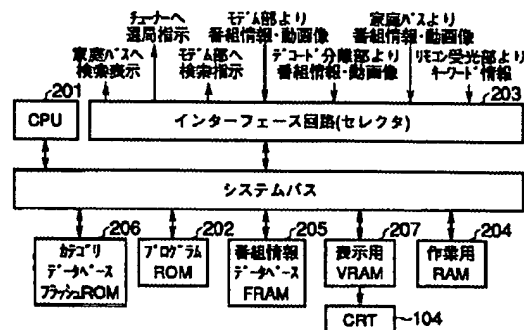 チューナーへ
選局指示
モデム部より
番組情報・動画像
家庭バスより
番組情報・動画像
家庭バスへ
検索表示
モデム部へ
検索指示
デコード分離部より
番組情報・動画像
リモコン受光部より
キーワード情報
201
CPU
203
インターフェース回路(セレクタ)
システムバス
206
カテゴリ
データベース
フラッシュROM
202
プログラム
ROM
205
番組情報
データベース
FRAM
207
表示用
VRAM
204
作業用
RAM
CRT
104